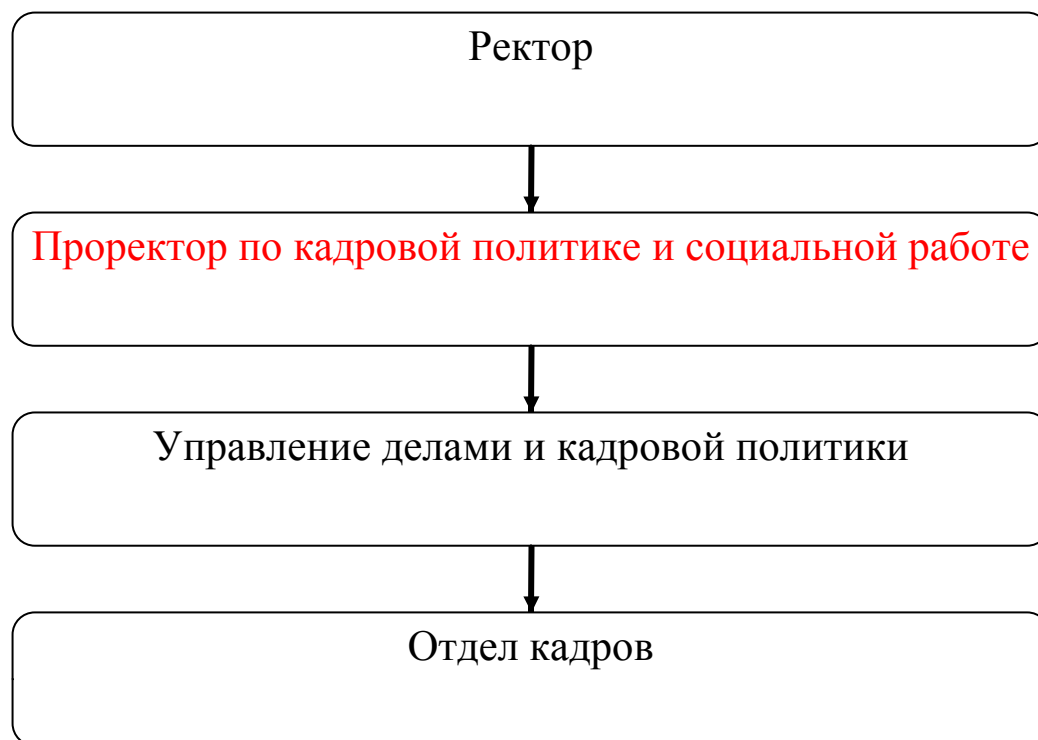 Ректор
Проректор по кадровой политике и социальной работе
Управление делами и кадровой политики
Отдел кадров